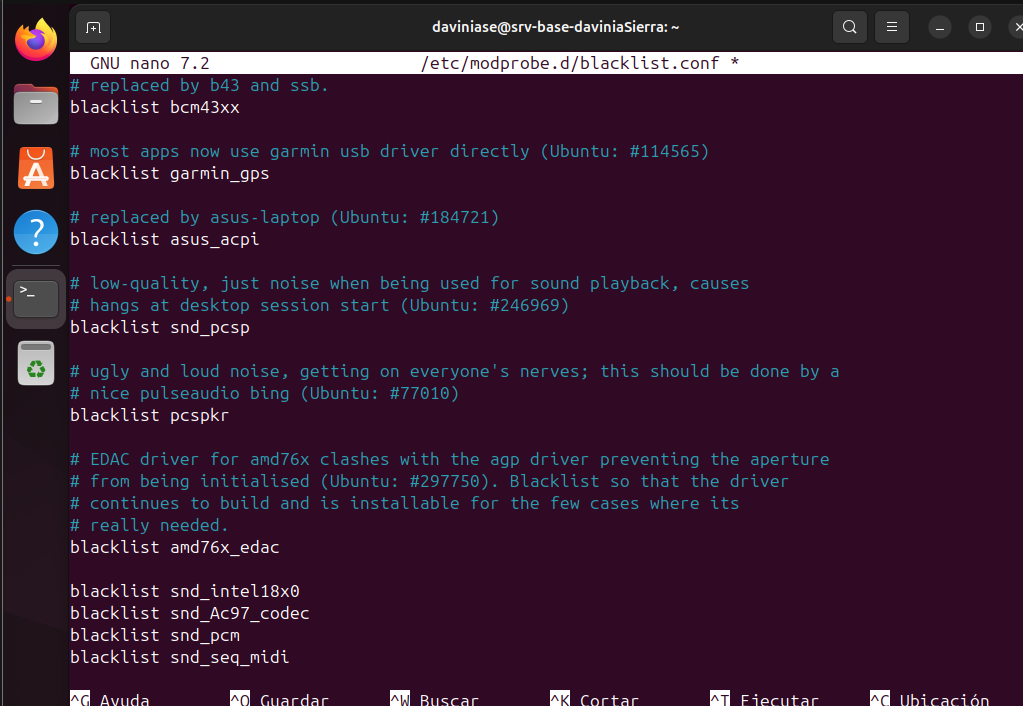 daviniase@srv-base-daviniaSierra: ~
GNU nano 7.2 /etc/modprobe.d/blacklist.conf *
# replaced by b43 and ssb.
blacklist bcm43xx
# most apps now use garmin usb driver directly (Ubuntu: #114565)
blacklist garmin_gps
# replaced by asus-laptop (Ubuntu: #184721)
blacklist asus_acpi
# low-quality, just noise when being used for sound playback, causes
# hangs at desktop session start (Ubuntu: #246969)
blacklist snd_pcsp
# ugly and loud noise, getting on everyone's nerves; this should be done by a
# nice pulseaudio bing (Ubuntu: #77010)
blacklist pcspkr
# EDAC driver for amd76x clashes with the agp driver preventing the aperture
# from being initialised (Ubuntu: #297750). Blacklist so that the driver
# continues to build and is installable for the few cases where its
# really needed.
blacklist amd76x_edac
blacklist snd_intel18x0
blacklist snd_Ac97_codec
blacklist snd_pcm
blacklist snd_seq_midi
^G Ayuda ^O Guardar ^W Buscar ^K Cortar ^T Ejecutar ^C Ubicación